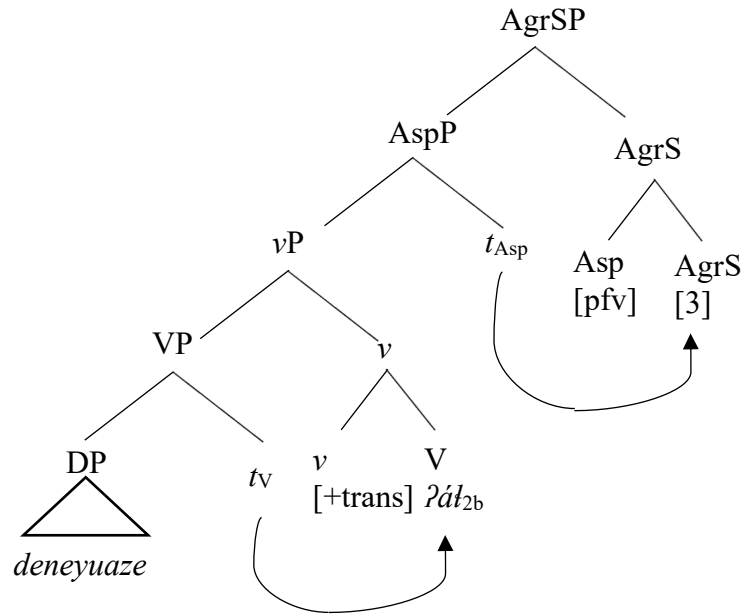 AgrSP
AspP AgrS
vP tAsp Asp AgrS
[pfv] [3]
VP v
DP tV v V
[+trans] ʔáł2b
deneyuaze